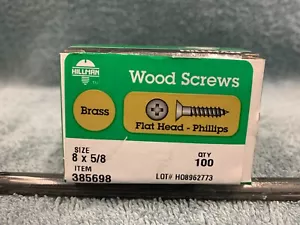 HILLMAN
Wood Screws
Brass
Flat Head - Phillips
SIZE
8 x 5/8
QTY
100
ITEM
385698
LOT# HO8962773